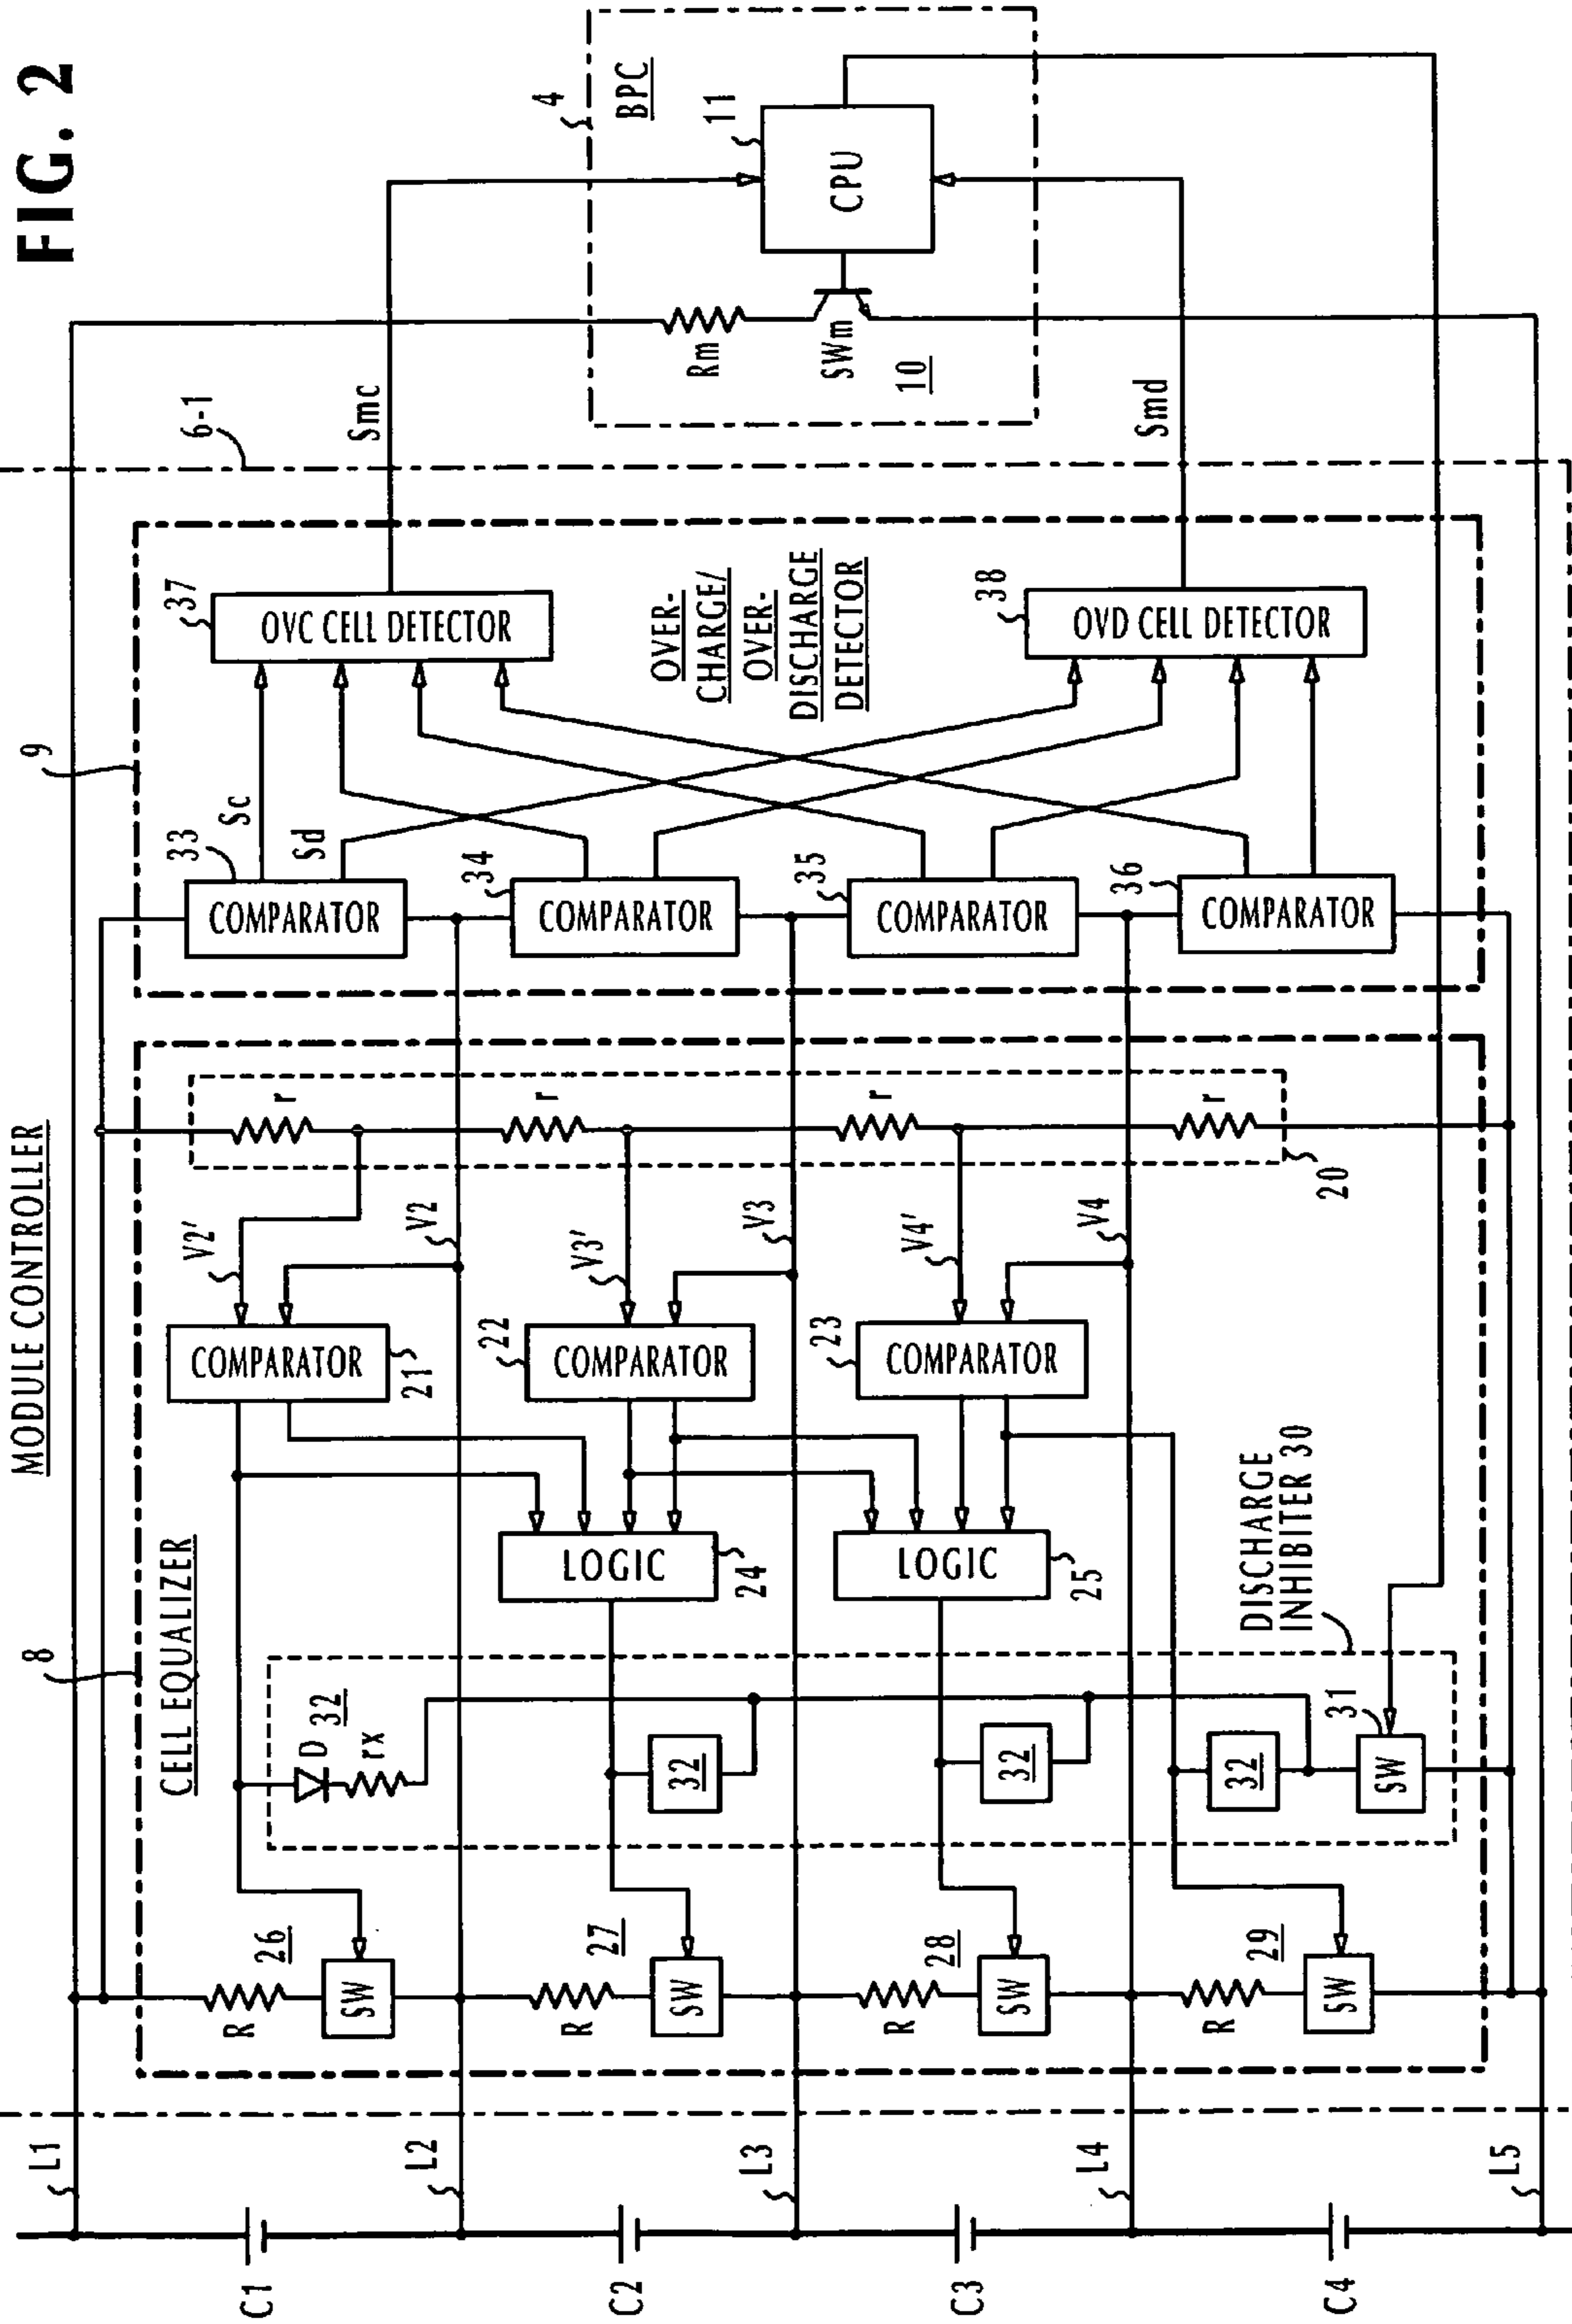 FIG. 2
MODULE CONTROLLER
6-1
4
BPC
11
CPU
Rm
SWm
10
Smc
Smd
9
37
OVC CELL DETECTOR
OVER-
CHARGE/
OVER-
DISCHARGE
DETECTOR
38
OVD CELL DETECTOR
Sc
Sd
33
COMPARATOR
34
COMPARATOR
35
COMPARATOR
36
COMPARATOR
8
CELL EQUALIZER
r
r
r
r
20
V2'
V2
V3'
V3
V4'
V4
COMPARATOR
21
22
COMPARATOR
23
COMPARATOR
LOGIC
24
LOGIC
25
DISCHARGE
INHIBITER 30
D
32
rx
32
32
32
31
SW
26
R
SW
27
R
SW
28
R
SW
29
R
SW
L1
L2
L3
L4
L5
C1
C2
C3
C4